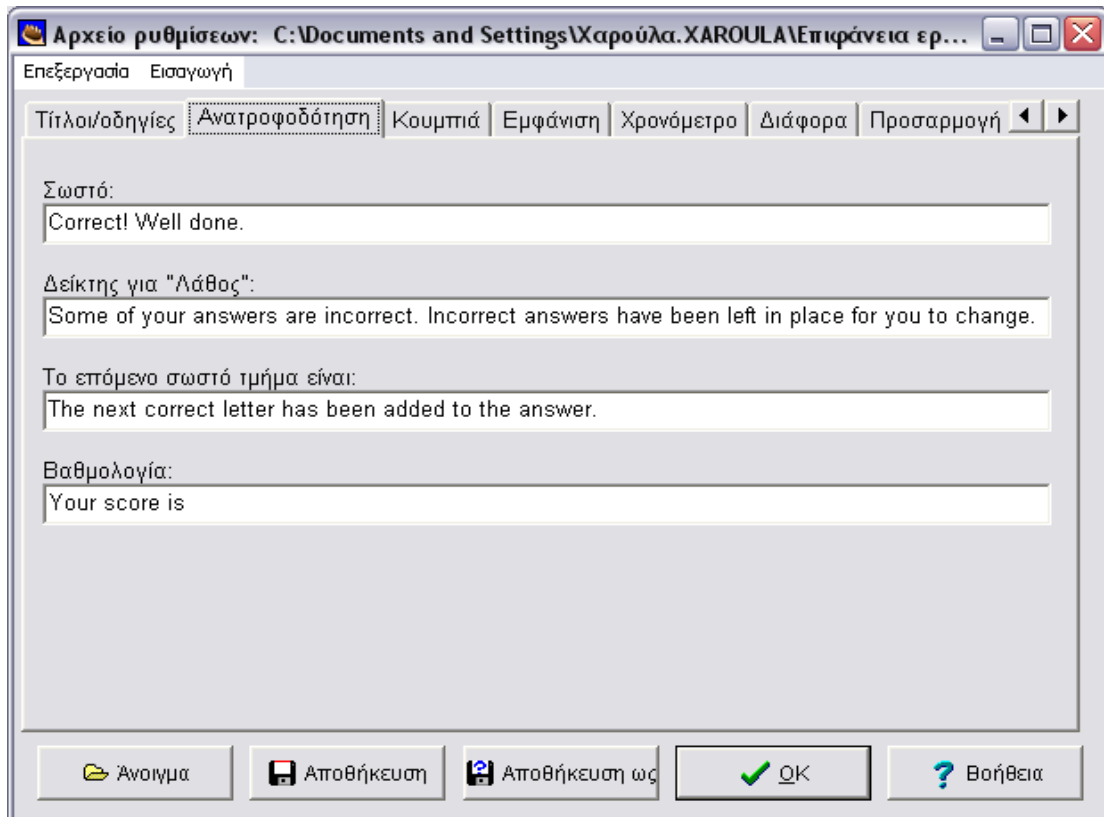 Αρχείο ρυθμίσεων: C:\Documents and Settings\Χαρούλα.XAROULA\Επιφάνεια ερ...
Επεξεργασία Εισαγωγή
Τίτλοι/οδηγίες Ανατροφοδότηση Κουμπιά Εμφάνιση Χρονόμετρο Διάφορα Προσαρμογή
Σωστό:
Correct! Well done.
Δείκτης για "Λάθος":
Some of your answers are incorrect. Incorrect answers have been left in place for you to change.
Το επόμενο σωστό τμήμα είναι:
The next correct letter has been added to the answer.
Βαθμολογία:
Your score is
Άνοιγμα Αποθήκευση Αποθήκευση ως OK Βοήθεια